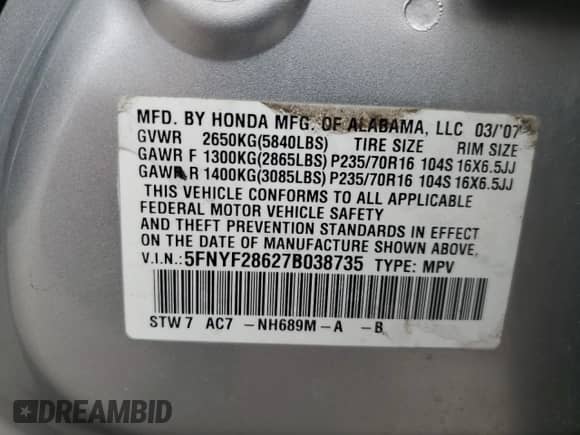 MFD. BY HONDA MFG. OF ALABAMA, LLC 03/'07
GVWR 2650KG(5840LBS) TIRE SIZE RIM SIZE
GAWR F 1300KG(2865LBS) P235/70R16 104S 16X6.5JJ
GAWR R 1400KG(3085LBS) P235/70R16 104S 16X6.5JJ
THIS VEHICLE CONFORMS TO ALL APPLICABLE
FEDERAL MOTOR VEHICLE SAFETY
AND THEFT PREVENTION STANDARDS IN EFFECT
ON THE DATE OF MANUFACTURE SHOWN ABOVE.
V.I.N.: 5FNYF28627B038735 TYPE: MPV
STW7 AC7 -NH689M-A -B
DREAMBID